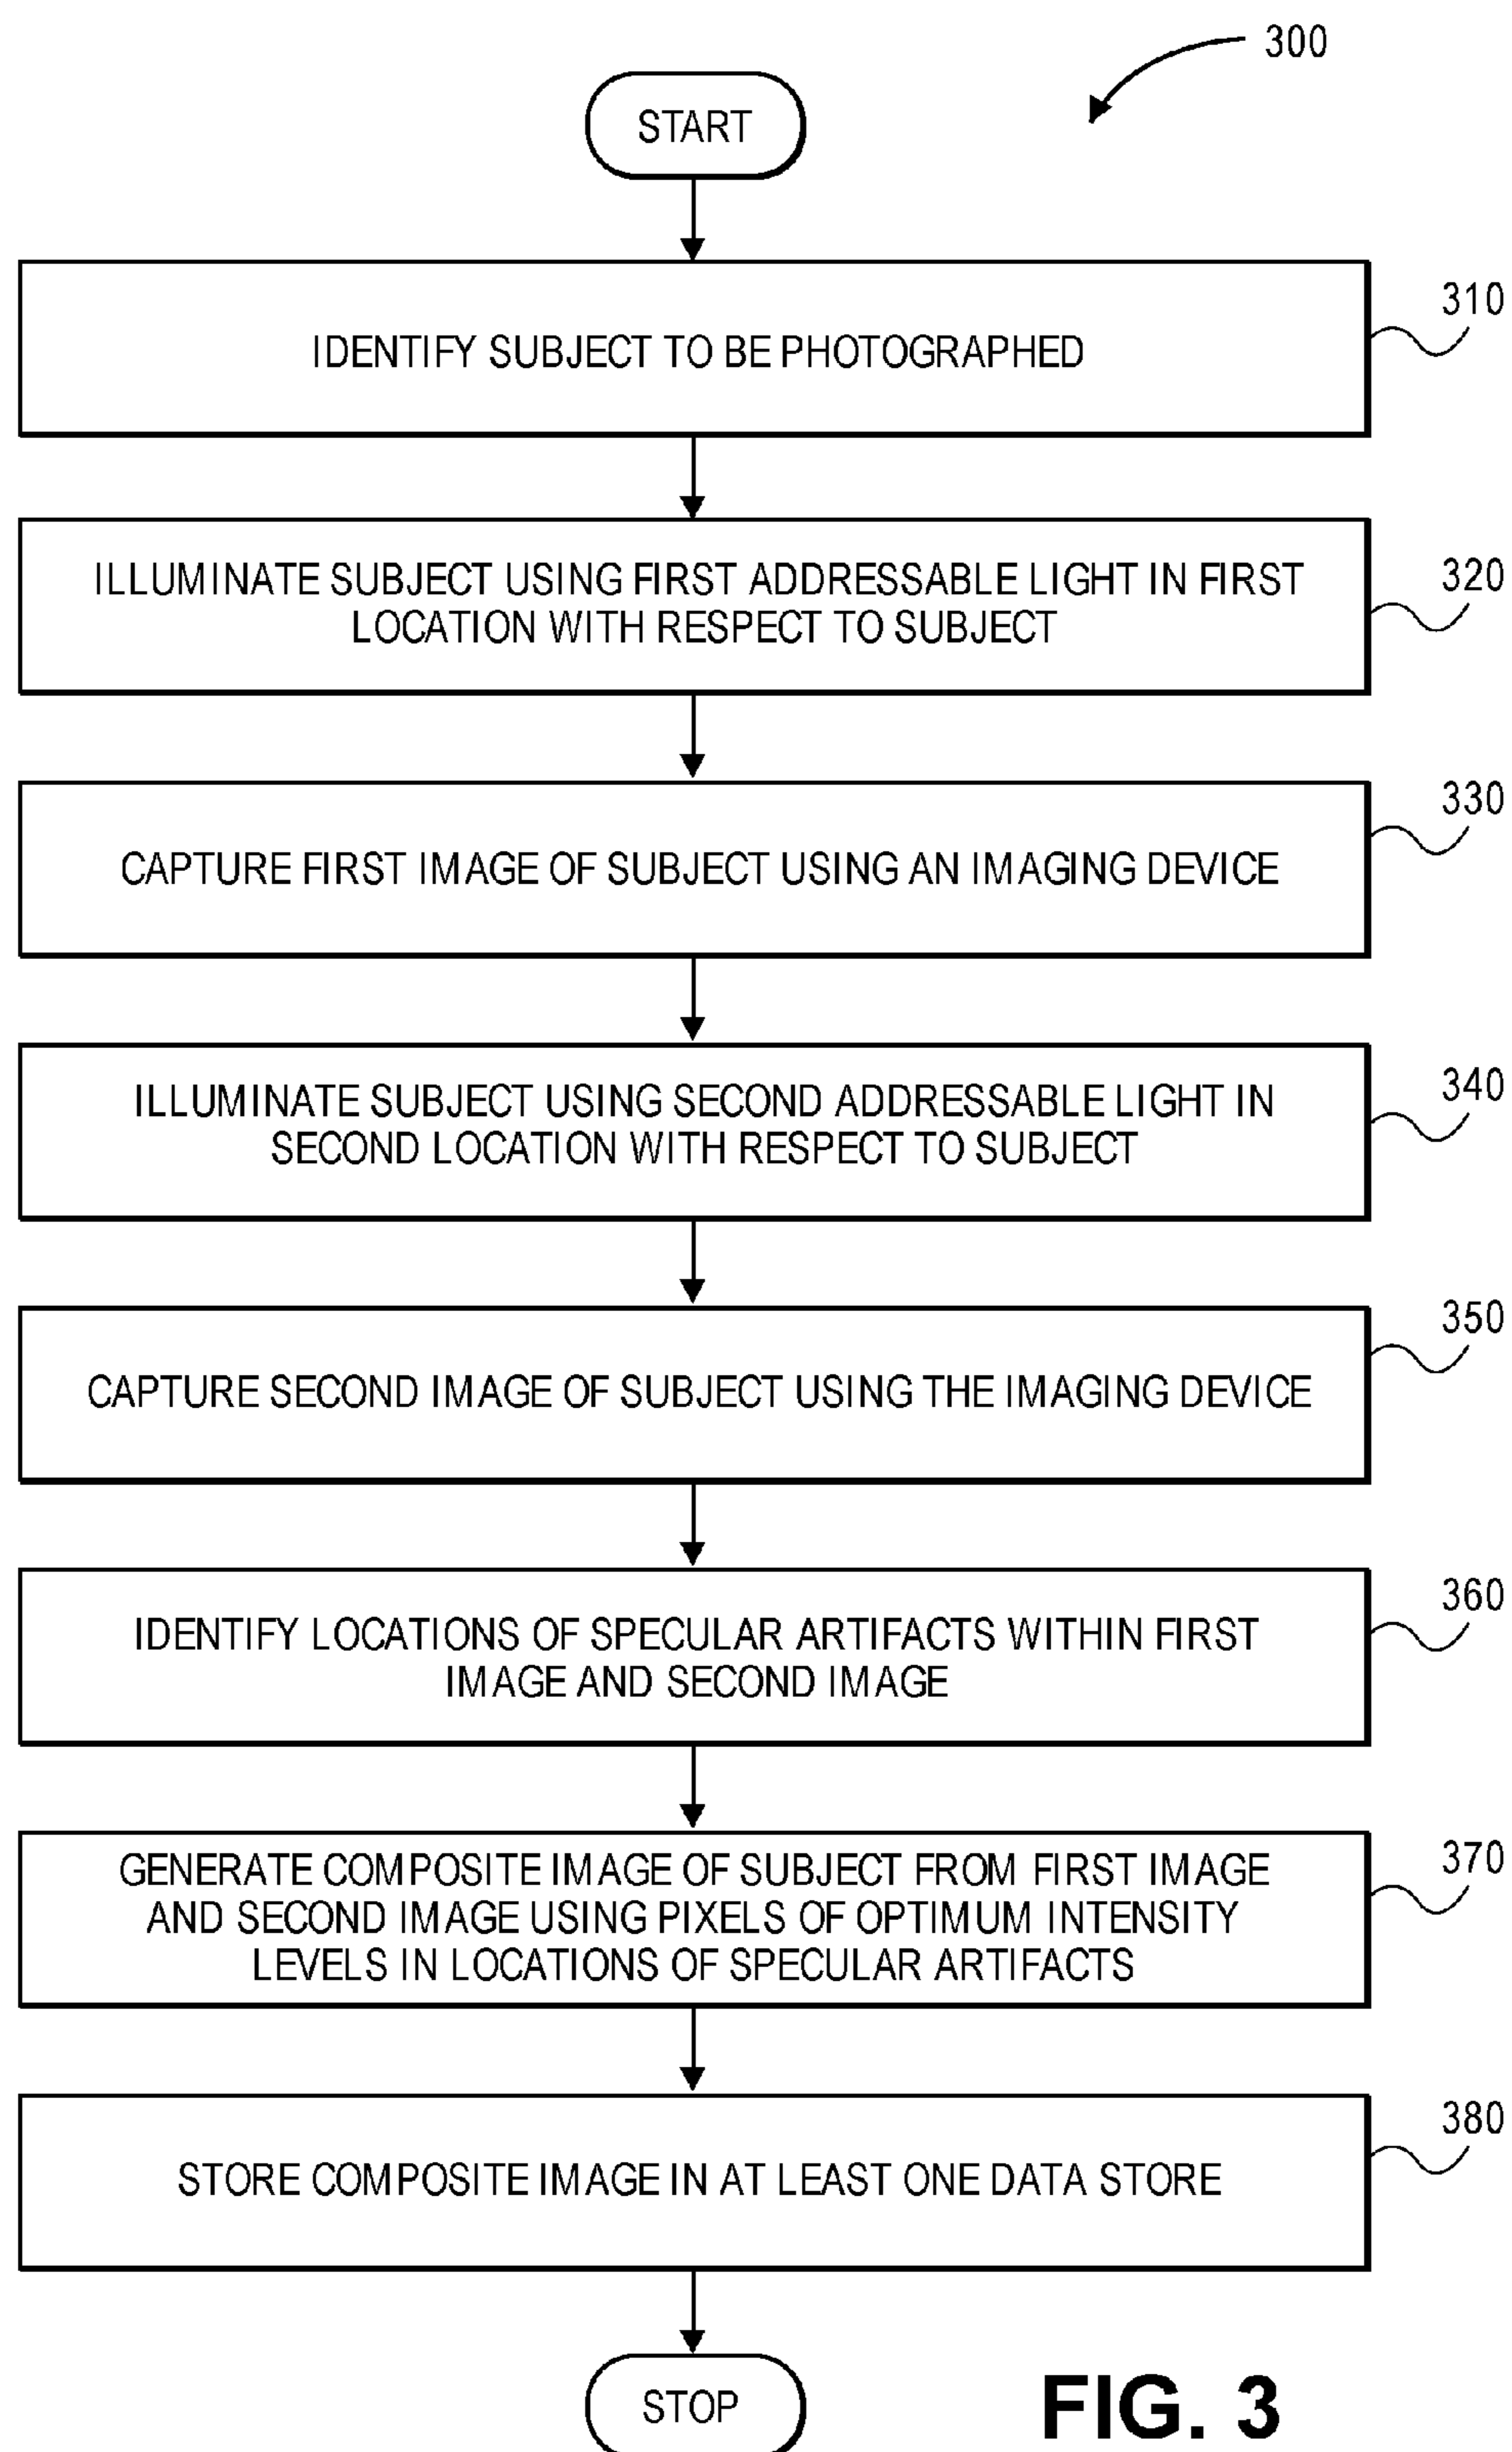 300
START
310
IDENTIFY SUBJECT TO BE PHOTOGRAPHED
320
ILLUMINATE SUBJECT USING FIRST ADDRESSABLE LIGHT IN FIRST
LOCATION WITH RESPECT TO SUBJECT
330
CAPTURE FIRST IMAGE OF SUBJECT USING AN IMAGING DEVICE
340
ILLUMINATE SUBJECT USING SECOND ADDRESSABLE LIGHT IN
SECOND LOCATION WITH RESPECT TO SUBJECT
350
CAPTURE SECOND IMAGE OF SUBJECT USING THE IMAGING DEVICE
360
IDENTIFY LOCATIONS OF SPECULAR ARTIFACTS WITHIN FIRST
IMAGE AND SECOND IMAGE
370
GENERATE COMPOSITE IMAGE OF SUBJECT FROM FIRST IMAGE
AND SECOND IMAGE USING PIXELS OF OPTIMUM INTENSITY
LEVELS IN LOCATIONS OF SPECULAR ARTIFACTS
380
STORE COMPOSITE IMAGE IN AT LEAST ONE DATA STORE
STOP
FIG. 3